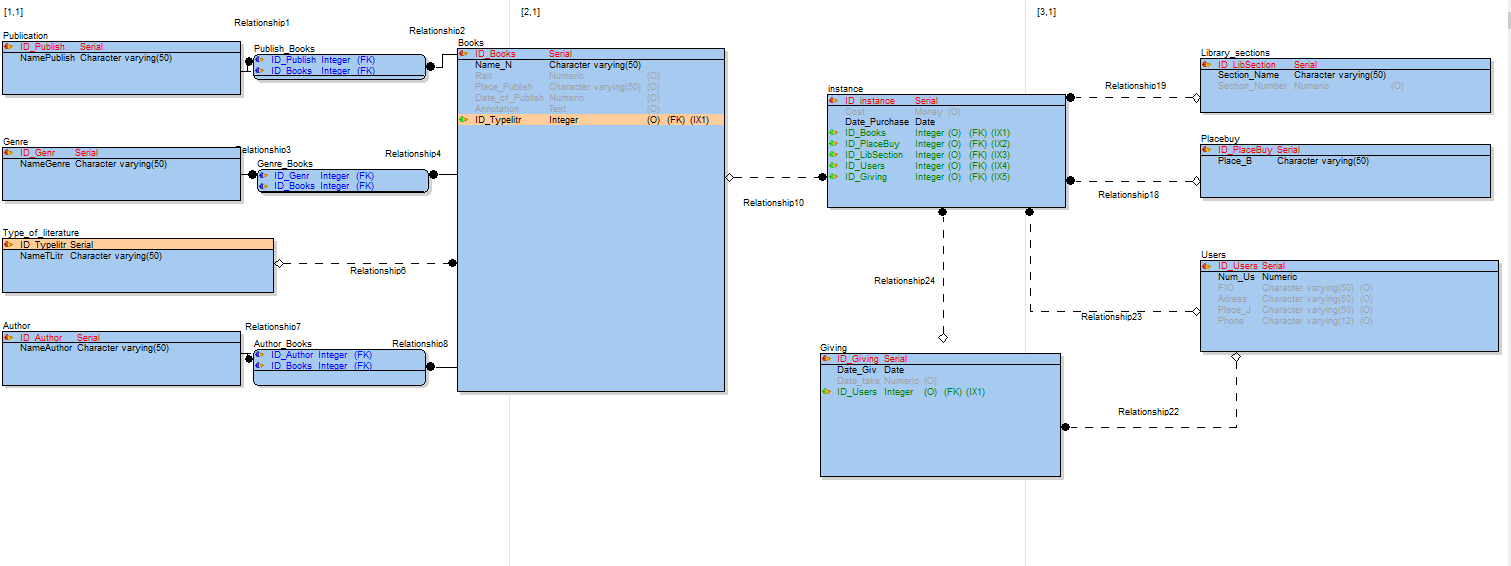 [1,1]
[2,1]
[3,1]
Relationship1
Relationship2
Publication
ID_Publish Serial
NamePublish Character varying(50)
Publish_Books
ID_Publish Integer (FK)
ID_Books Integer (FK)
Books
ID_Books Serial
Name_N Character varying(50)
Rait Numeric (O)
Place_Publish Character varying(50) (O)
Date_of_Publish Numeric (O)
Annotation Text (O)
ID_Typelitr Integer (O) (FK) (IX1)
Genre
ID_Genr Serial
NameGenre Character varying(50)
Relationship3
Relationship4
Genre_Books
ID_Genr Integer (FK)
ID_Books Integer (FK)
Type_of_literature
ID_Typelitr Serial
NameTLitr Character varying(50)
Relationship6
Author
ID_Author Serial
NameAuthor Character varying(50)
Relationship7
Relationship8
Author_Books
ID_Author Integer (FK)
ID_Books Integer (FK)
Relationship10
instance
ID_instance Serial
Cost Money (O)
Date_Purchase Date
ID_Books Integer (O) (FK) (IX1)
ID_PlaceBuy Integer (O) (FK) (IX2)
ID_LibSection Integer (O) (FK) (IX3)
ID_Users Integer (O) (FK) (IX4)
ID_Giving Integer (O) (FK) (IX5)
Relationship24
Giving
ID_Giving Serial
Date_Giv Date
Date_take Numeric (O)
ID_Users Integer (O) (FK) (IX1)
Library_sections
ID_LibSection Serial
Section_Name Character varying(50)
Section_Number Numeric (O)
Relationship19
Placebuy
ID_PlaceBuy Serial
Place_B Character varying(50)
Relationship18
Users
ID_Users Serial
Num_Us Numeric
FIO Character varying(50) (O)
Adress Character varying(50) (O)
Place_J Character varying(50) (O)
Phone Character varying(12) (O)
Relationship23
Relationship22